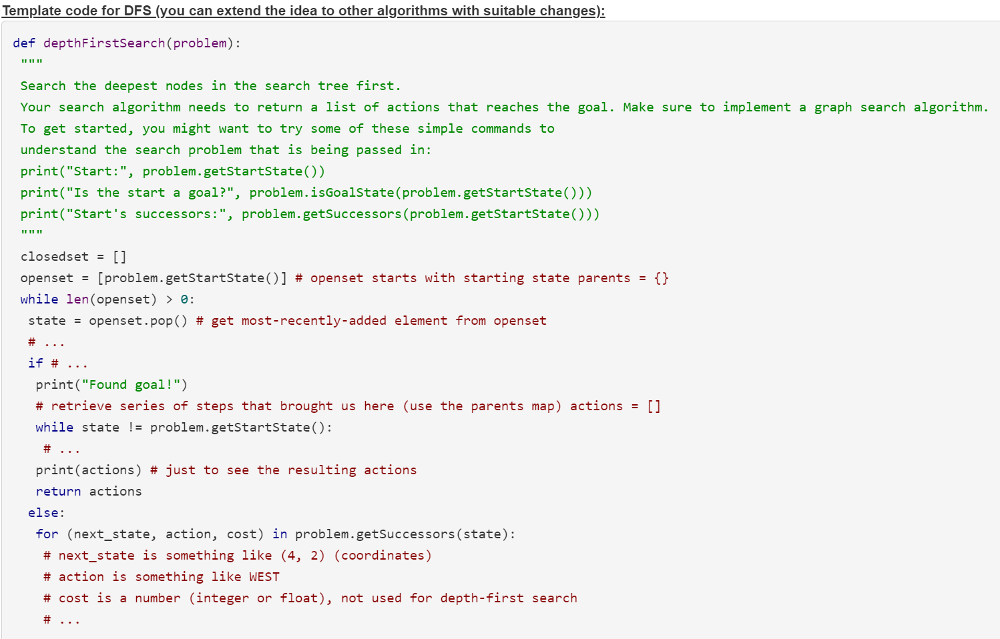 Template code for DFS (you can extend the idea to other algorithms with suitable changes):
def depthFirstSearch(problem):
"""
Search the deepest nodes in the search tree first.
Your search algorithm needs to return a list of actions that reaches the goal. Make sure to implement a graph search algorithm.
To get started, you might want to try some of these simple commands to
understand the search problem that is being passed in:
print("Start:", problem.getStartState())
print("Is the start a goal?", problem.isGoalState(problem.getStartState()))
print("Start's successors:", problem.getSuccessors(problem.getStartState()))
"""
closedset = []
openset = [problem.getStartState()] # openset starts with starting state parents = {}
while len(openset) > 0:
state = openset.pop() # get most-recently-added element from openset
# ...
if # ...
print("Found goal!")
# retrieve series of steps that brought us here (use the parents map) actions = []
while state != problem.getStartState():
# ...
print(actions) # just to see the resulting actions
return actions
else:
for (next_state, action, cost) in problem.getSuccessors(state):
# next_state is something like (4, 2) (coordinates)
# action is something like WEST
# cost is a number (integer or float), not used for depth-first search
# ...